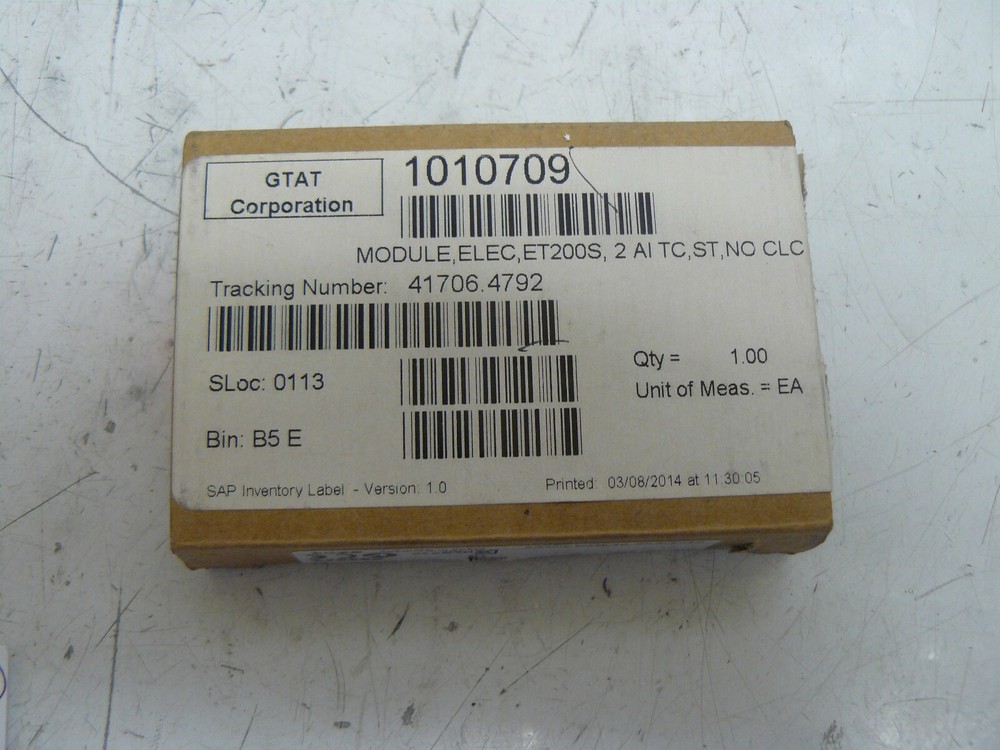 GTAT
Corporation
1010709
MODULE,ELEC,ET200S, 2 AI TC,ST,NO CLC
Tracking Number: 41706.4792
SLoc: 0113
Qty = 1.00
Unit of Meas. = EA
Bin: B5 E
SAP Inventory Label - Version: 1.0
Printed: 03/08/2014 at 11:30:05